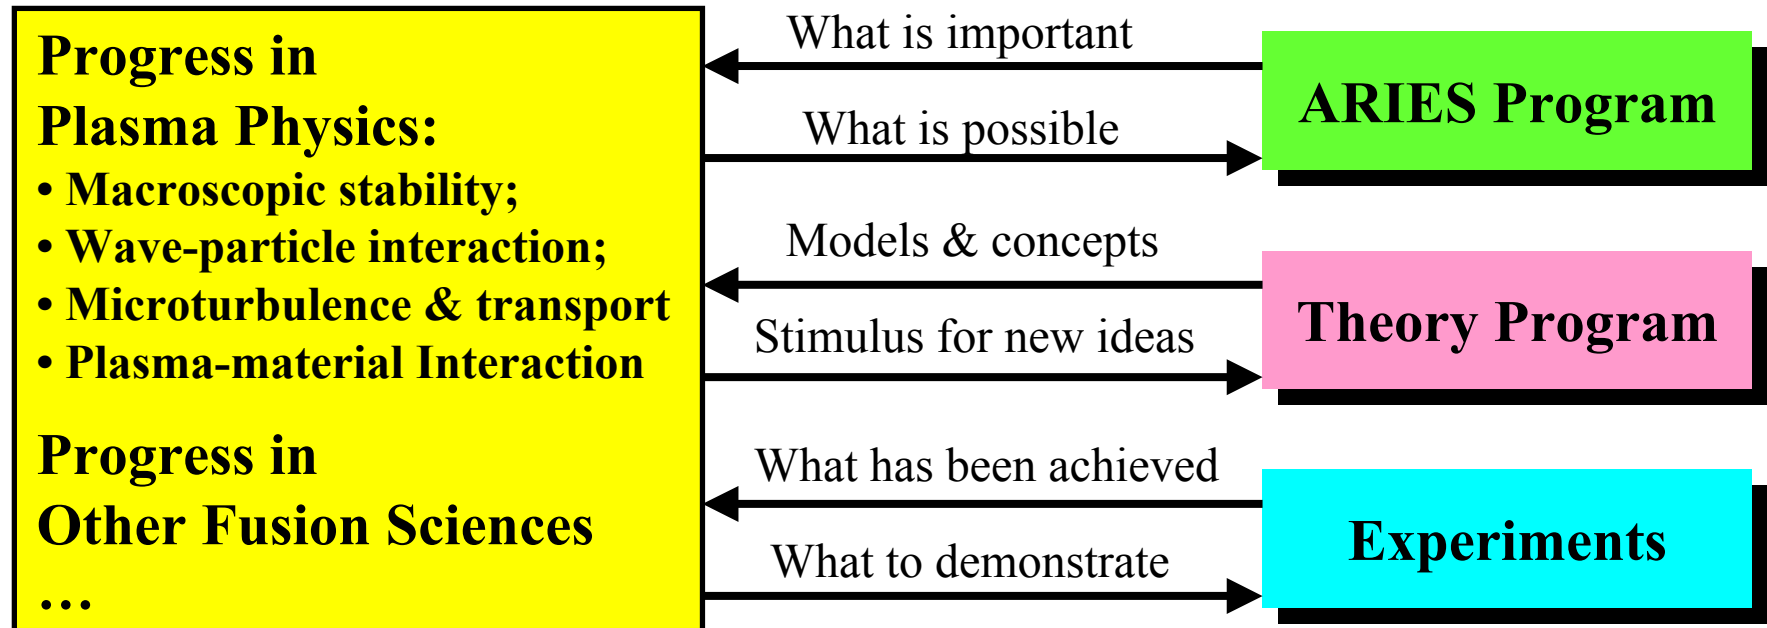 Progress in
Plasma Physics:
• Macroscopic stability;
• Wave-particle interaction;
• Microturbulence & transport
• Plasma-material Interaction
Progress in
Other Fusion Sciences
…
What is important
What is possible
ARIES Program
Models & concepts
Stimulus for new ideas
Theory Program
What has been achieved
What to demonstrate
Experiments